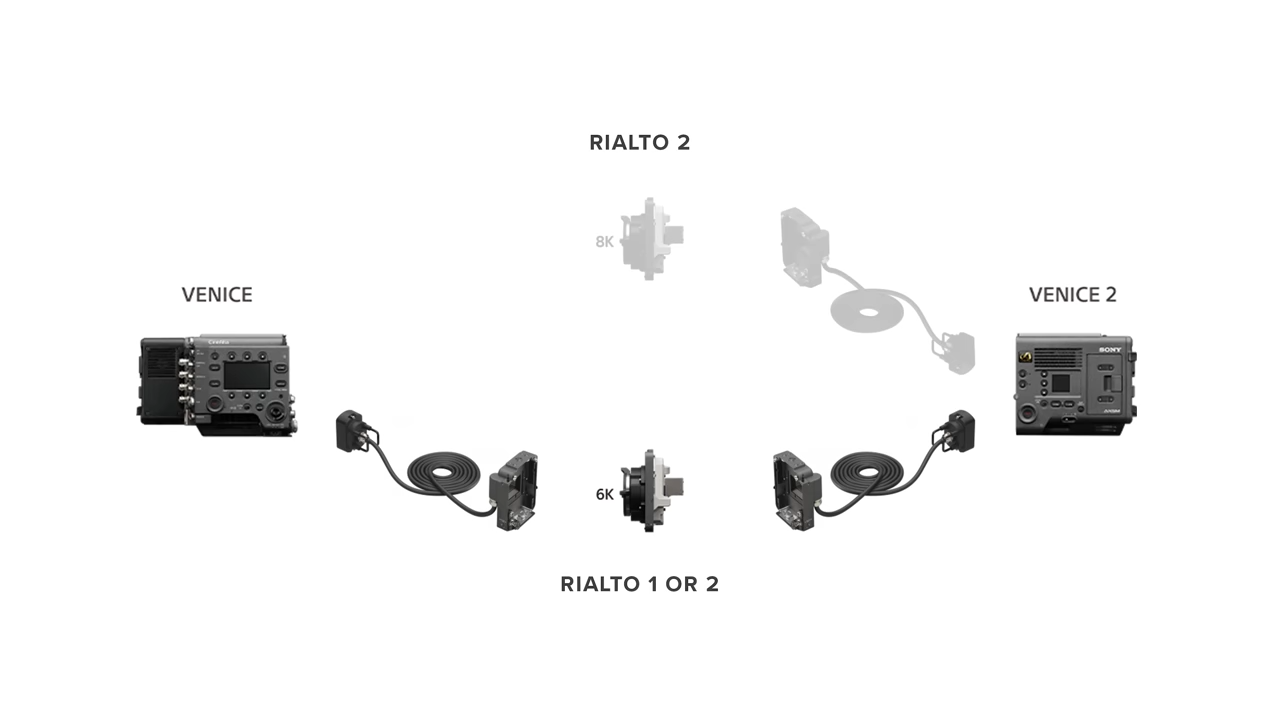 RIALTO 2
8K
VENICE
VENICE 2
SONY
6K
RIALTO 1 OR 2